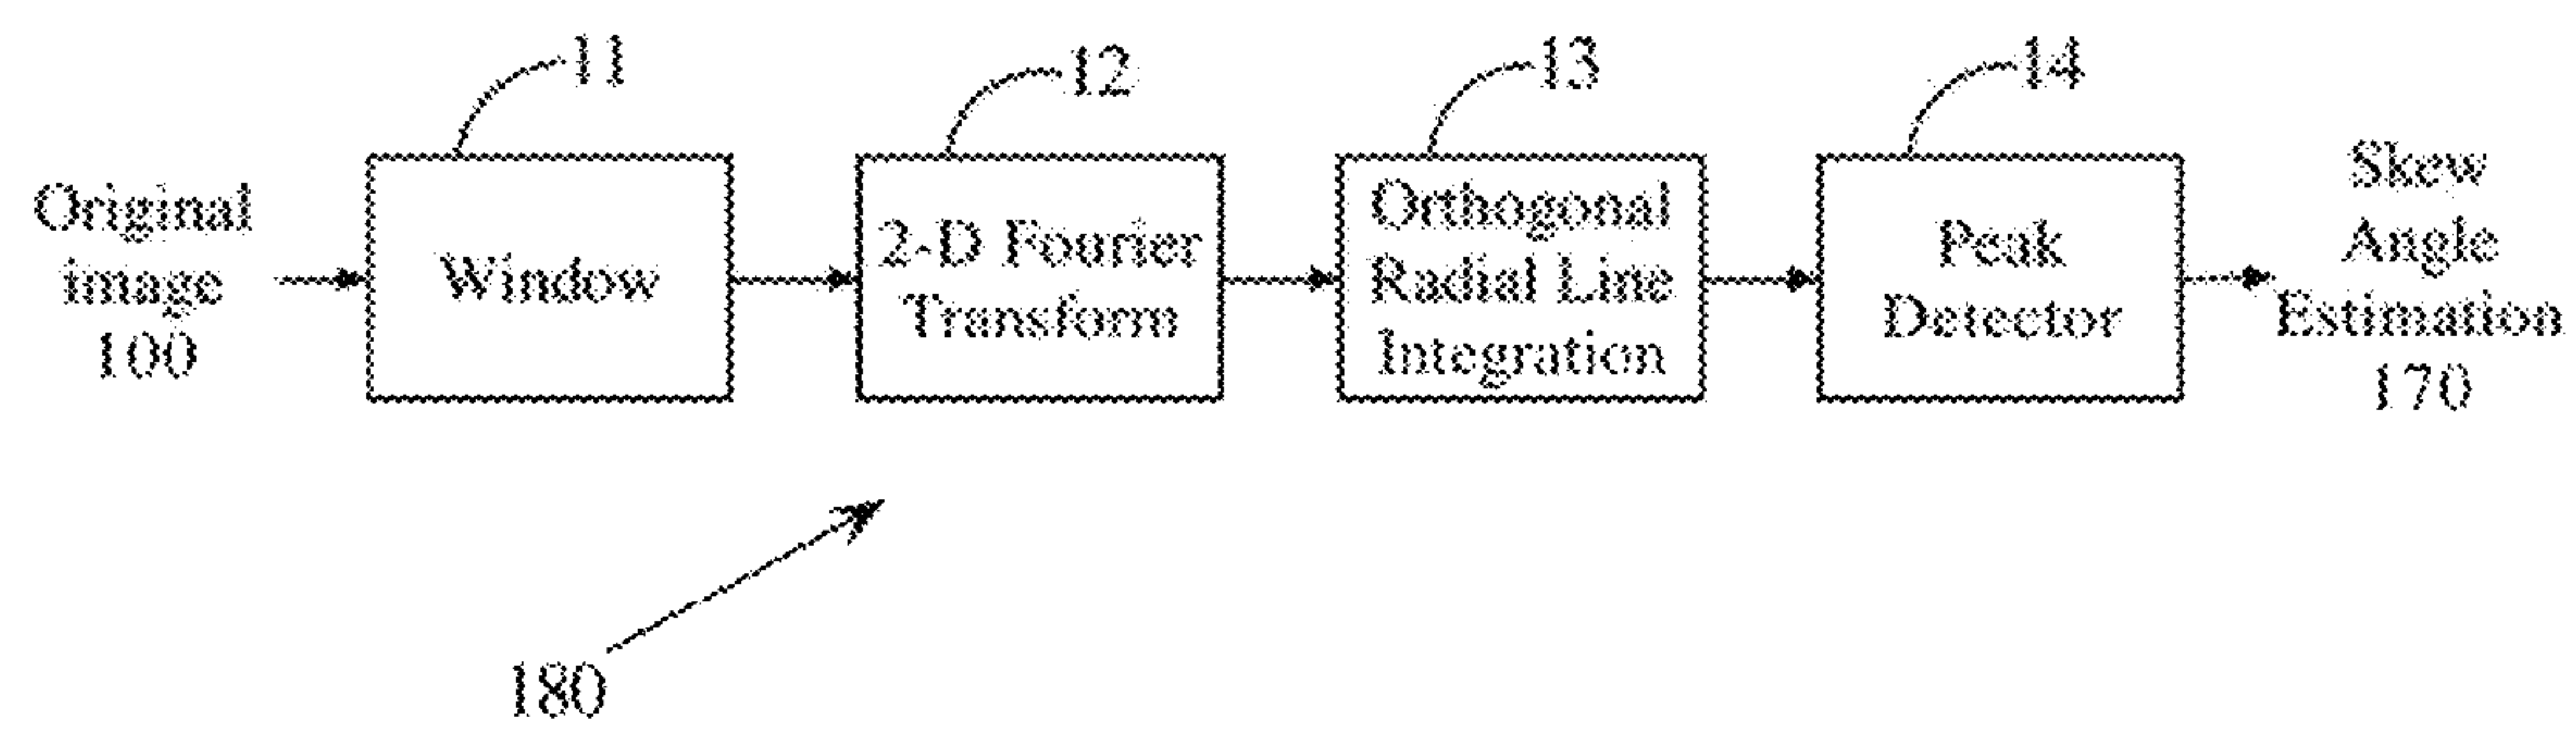 11
12
13
14
Original
image
100
Window
2-D Fourier
Transform
Orthogonal
Radial Line
Integration
Peak
Detector
Skew
Angle
Estimation
170
180